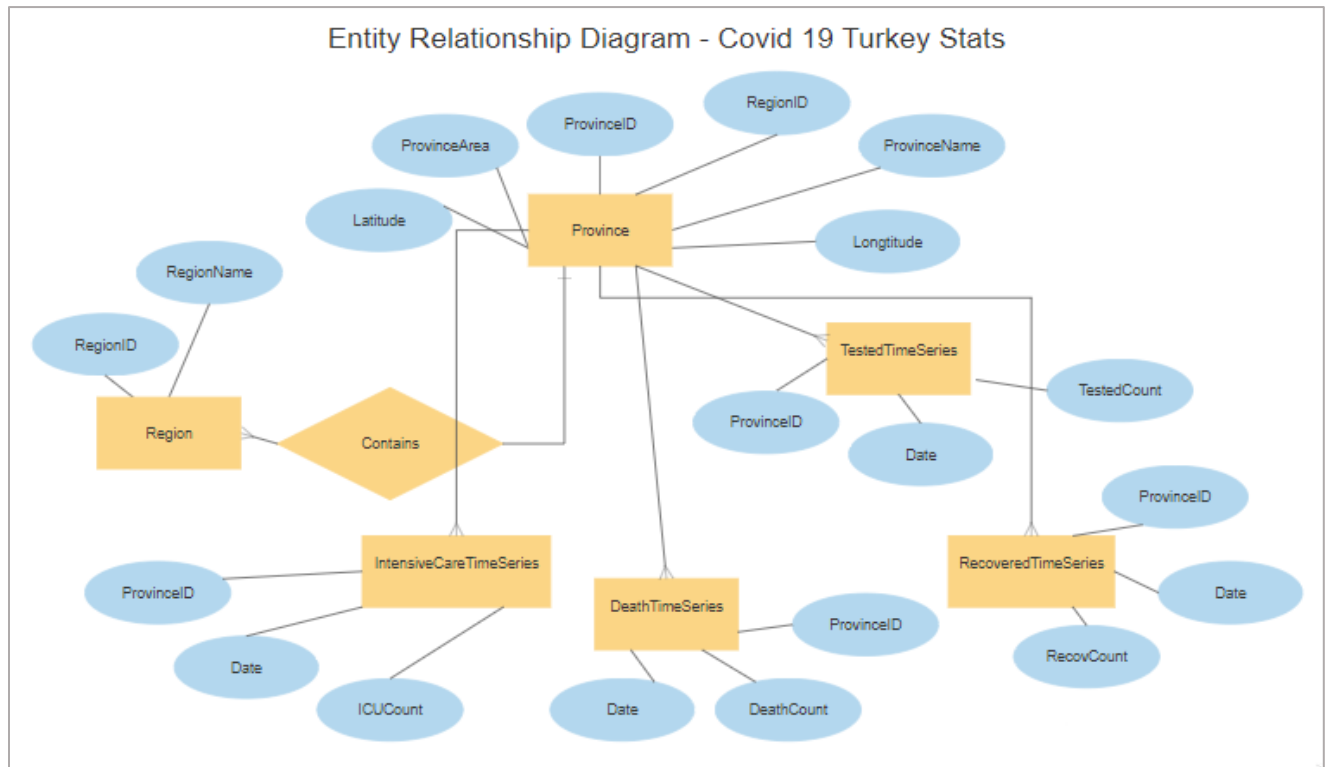 Entity Relationship Diagram - Covid 19 Turkey Stats
RegionID
ProvinceID
ProvinceArea
ProvinceName
Latitude
Province
Longtitude
RegionName
RegionID
TestedTimeSeries
TestedCount
ProvinceID
Region
Contains
Date
ProvinceID
IntensiveCareTimeSeries
RecoveredTimeSeries
ProvinceID
Date
DeathTimeSeries
ProvinceID
Date
RecovCount
ICUCount
Date
DeathCount